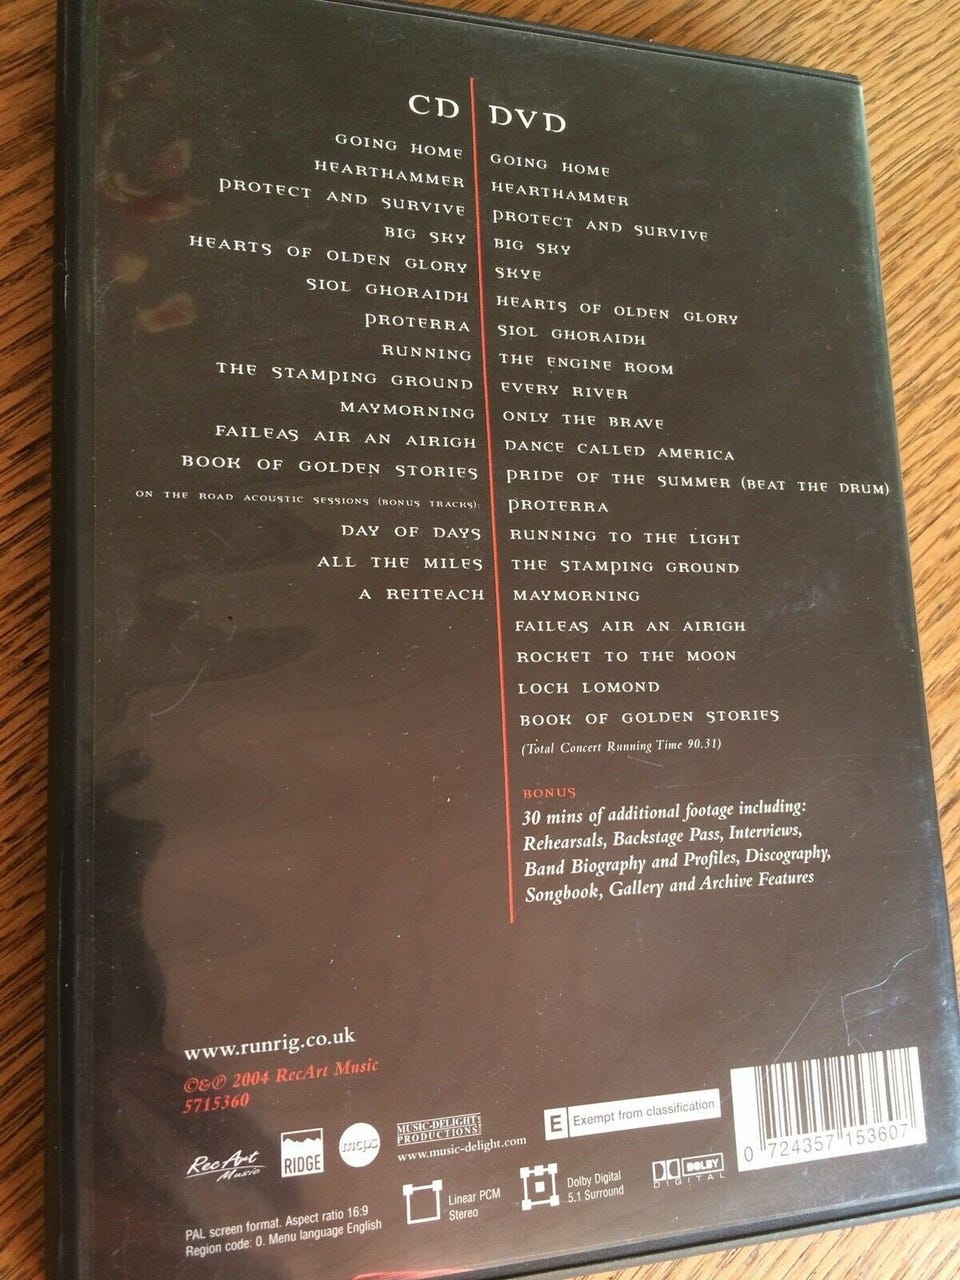 CD
GOING HOME
HEARTHAMMER
PROTECT AND SURVIVE
BIG SKY
HEARTS OF OLDEN GLORY
SIOL GHORAIDH
PROTERRA
RUNNING
THE STAMPING GROUND
MAYMORNING
FAILEAS AIR AN AIRIGH
BOOK OF GOLDEN STORIES
ON THE ROAD ACOUSTIC SESSIONS (BONUS TRACKS):
DAY OF DAYS
ALL THE MILES
A REITEACH
DVD
GOING HOME
HEARTHAMMER
PROTECT AND SURVIVE
BIG SKY
SKYE
HEARTS OF OLDEN GLORY
SIOL GHORAIDH
THE ENGINE ROOM
EVERY RIVER
ONLY THE BRAVE
DANCE CALLED AMERICA
PRIDE OF THE SUMMER (BEAT THE DRUM)
PROTERRA
RUNNING TO THE LIGHT
THE STAMPING GROUND
MAYMORNING
FAILEAS AIR AN AIRIGH
ROCKET TO THE MOON
LOCH LOMOND
BOOK OF GOLDEN STORIES
(Total Concert Running Time 90.31)
BONUS
30 mins of additional footage including:
Rehearsals, Backstage Pass, Interviews,
Band Biography and Profiles, Discography,
Songbook, Gallery and Archive Features
www.runrig.co.uk
©&℗ 2004 RecArt Music
5715360
RecArt
Music
RIDGE
mcps
MUSIC-DELIGHT
PRODUCTIONS
www.music-delight.com
E Exempt from classification
0 724357 153607
PAL screen format. Aspect ratio 16:9
Region code: 0. Menu language English
Linear PCM
Stereo
Dolby Digital
5.1 Surround
DOLBY
DIGITAL